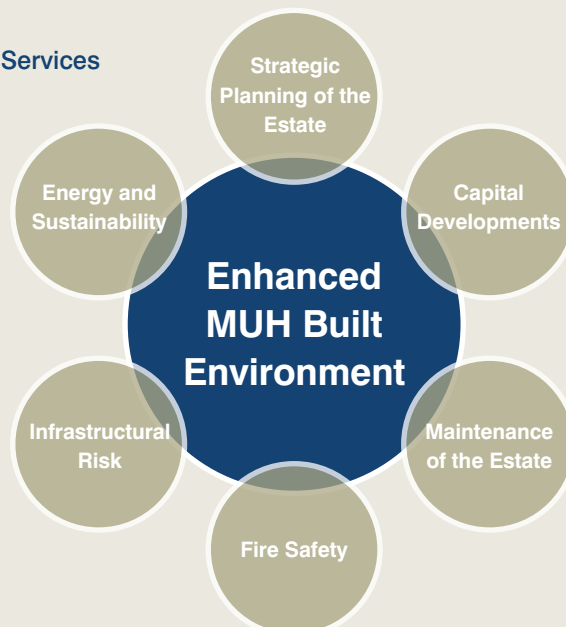 Services
Strategic
Planning of the
Estate
Energy and
Sustainability
Capital
Developments
Enhanced
MUH Built
Environment
Infrastructural
Risk
Maintenance
of the Estate
Fire Safety